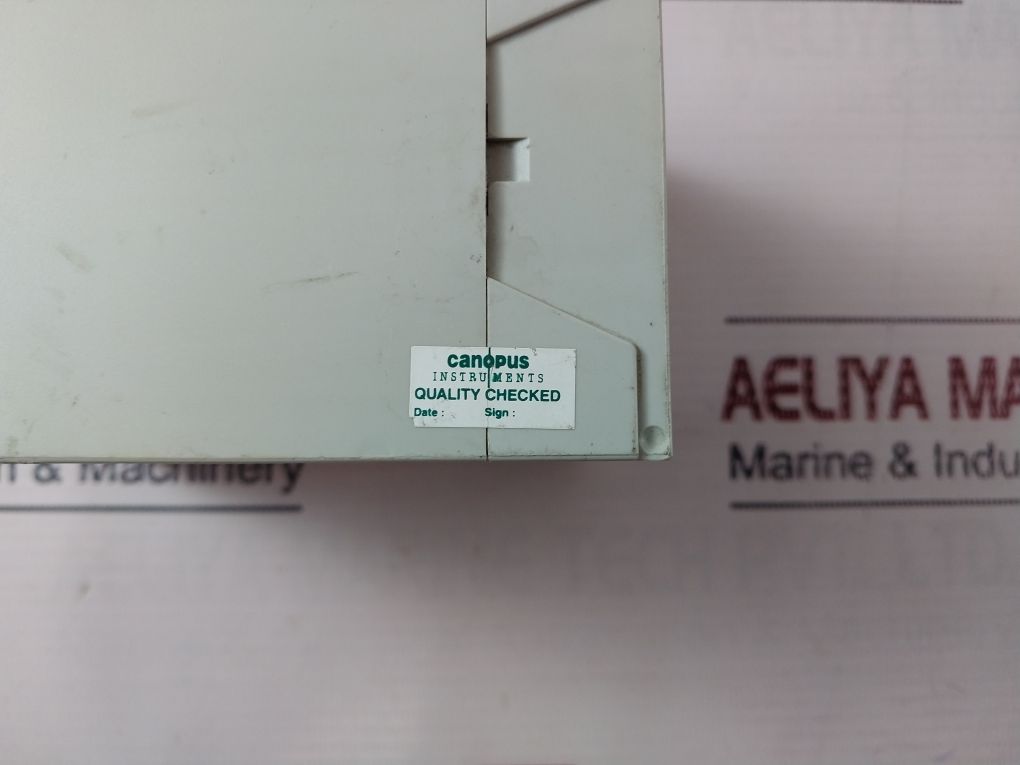 canopus
INSTRUMENTS
QUALITY CHECKED
Date : Sign :
& Machinery
AELIYA MA
Marine & Indu